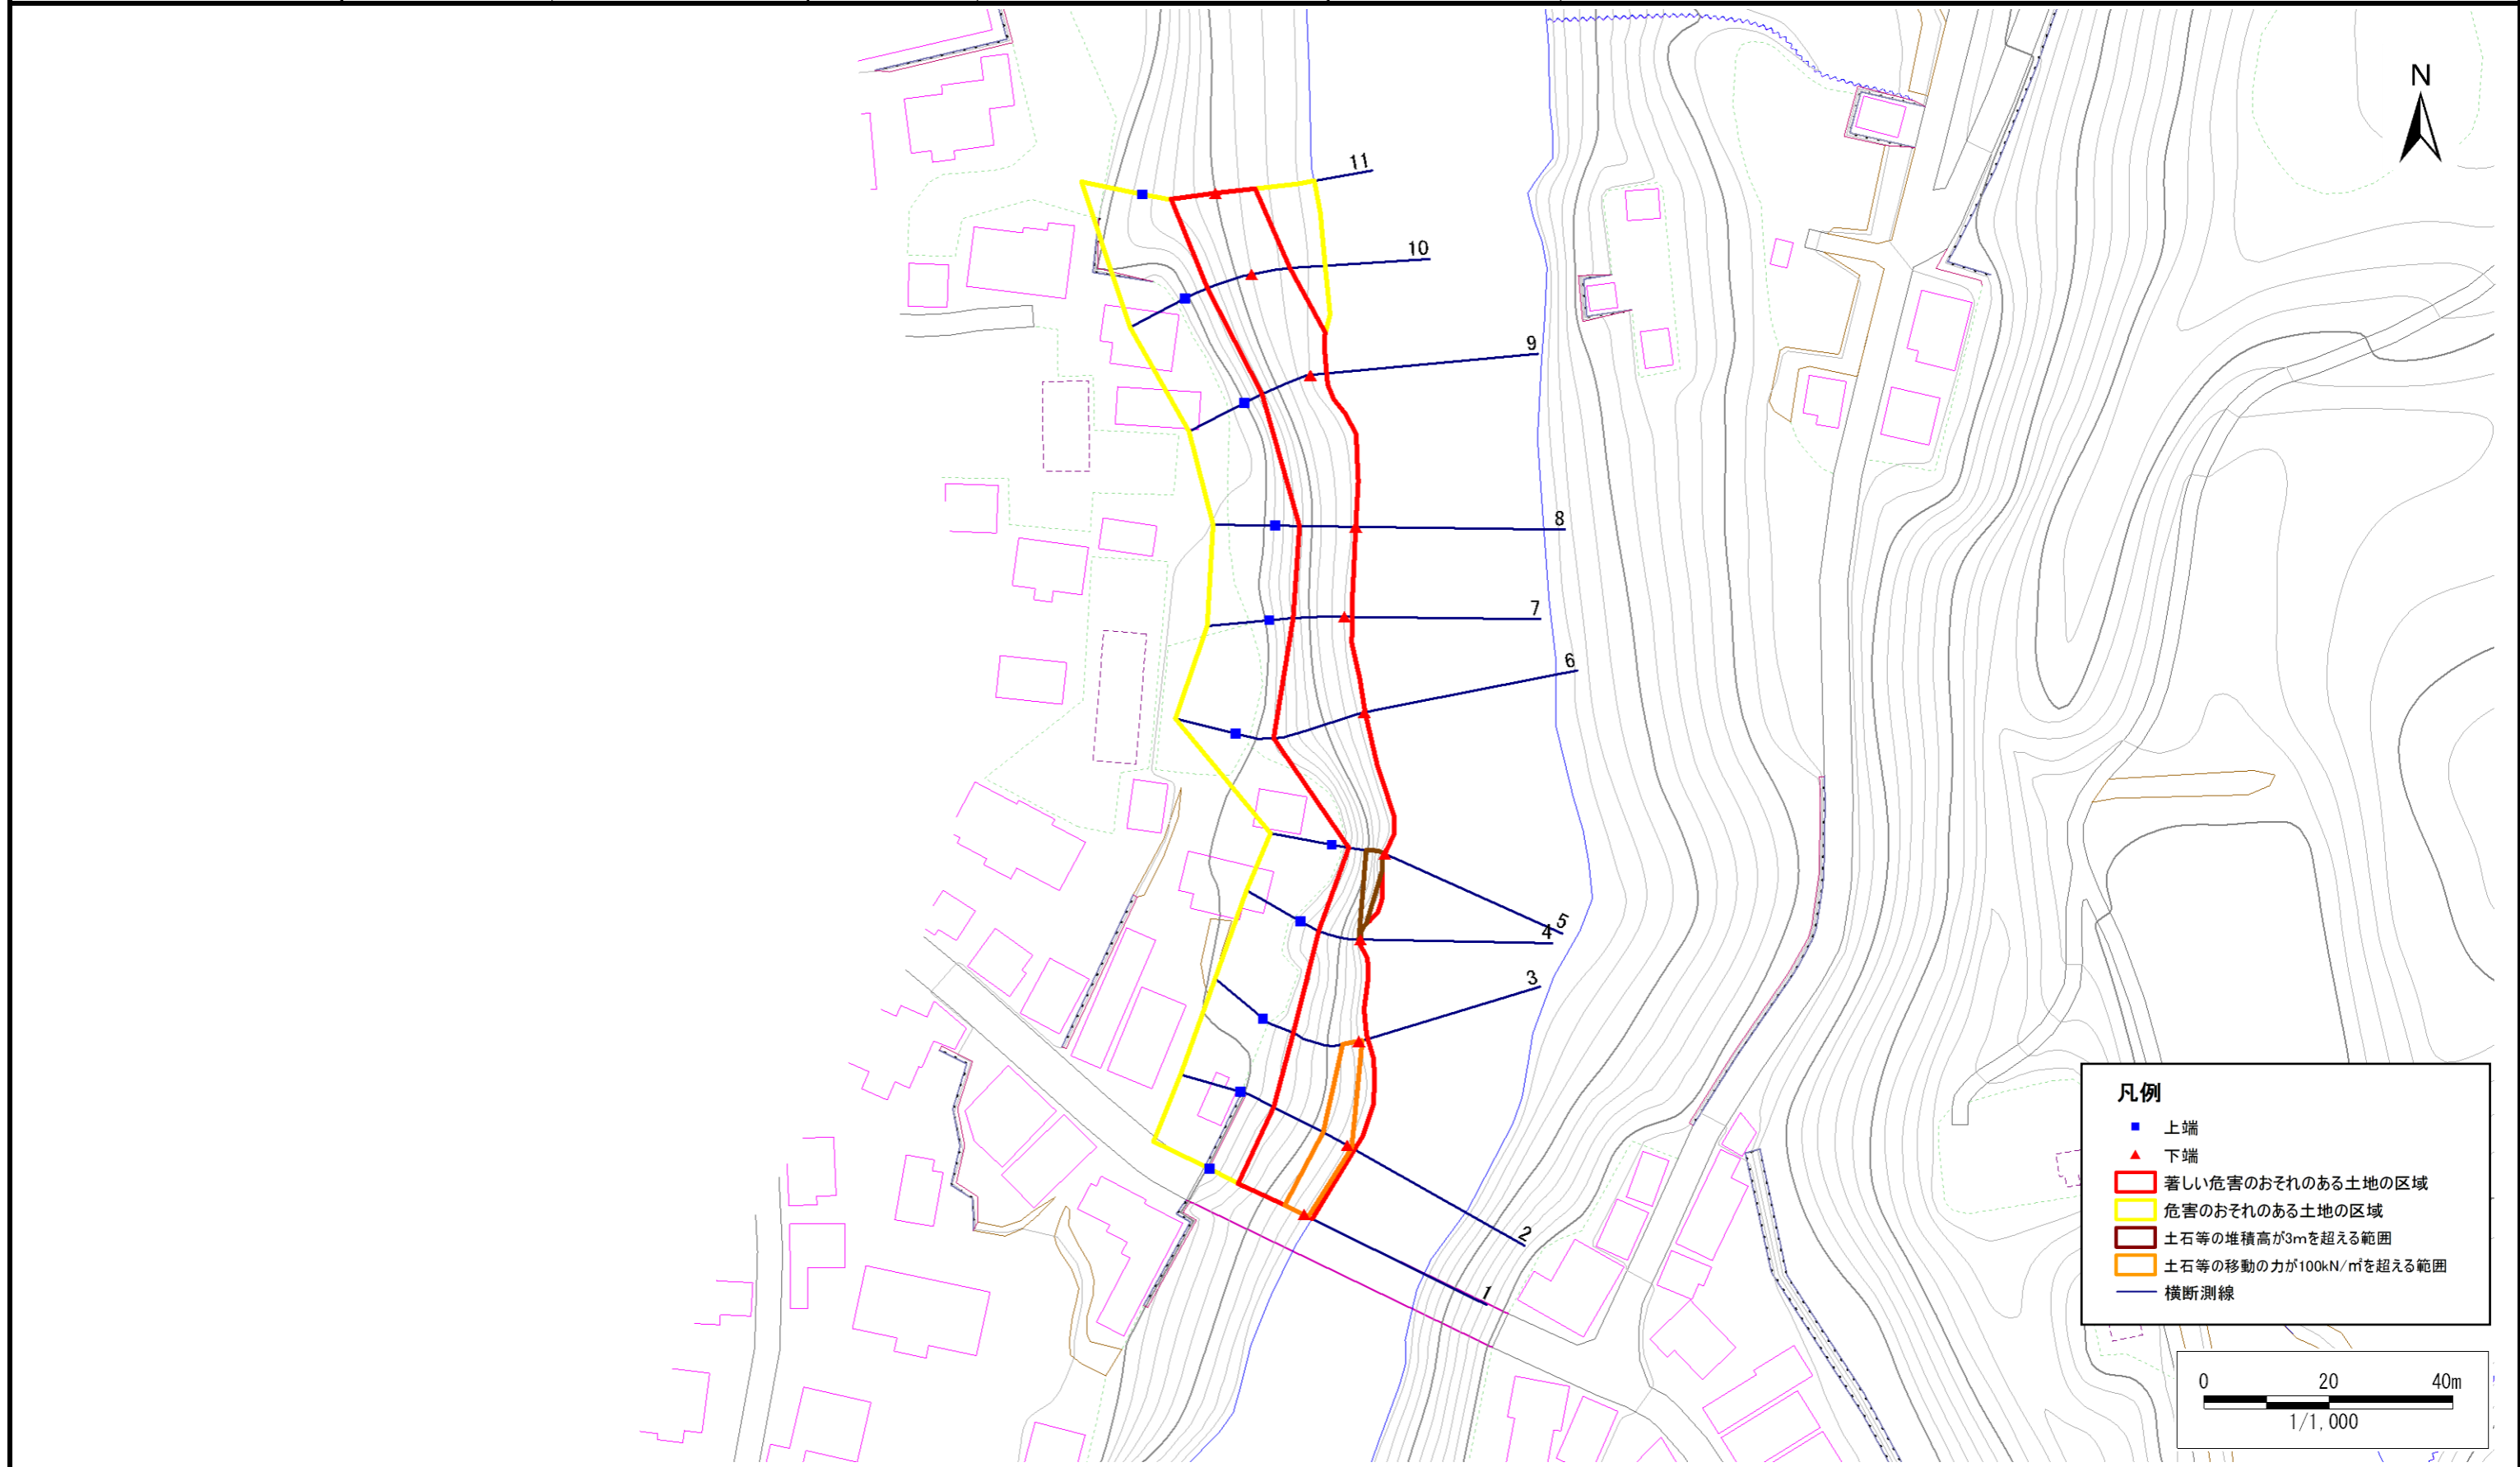 N
11
10
9
8
7
6
5
4
3
2
1
凡例
上端
下端
著しい危害のおそれのある土地の区域
危害のおそれのある土地の区域
土石等の堆積高が3mを超える範囲
土石等の移動の力が100kN/㎡を超える範囲
横断測線
0 20 40m
1/1,000